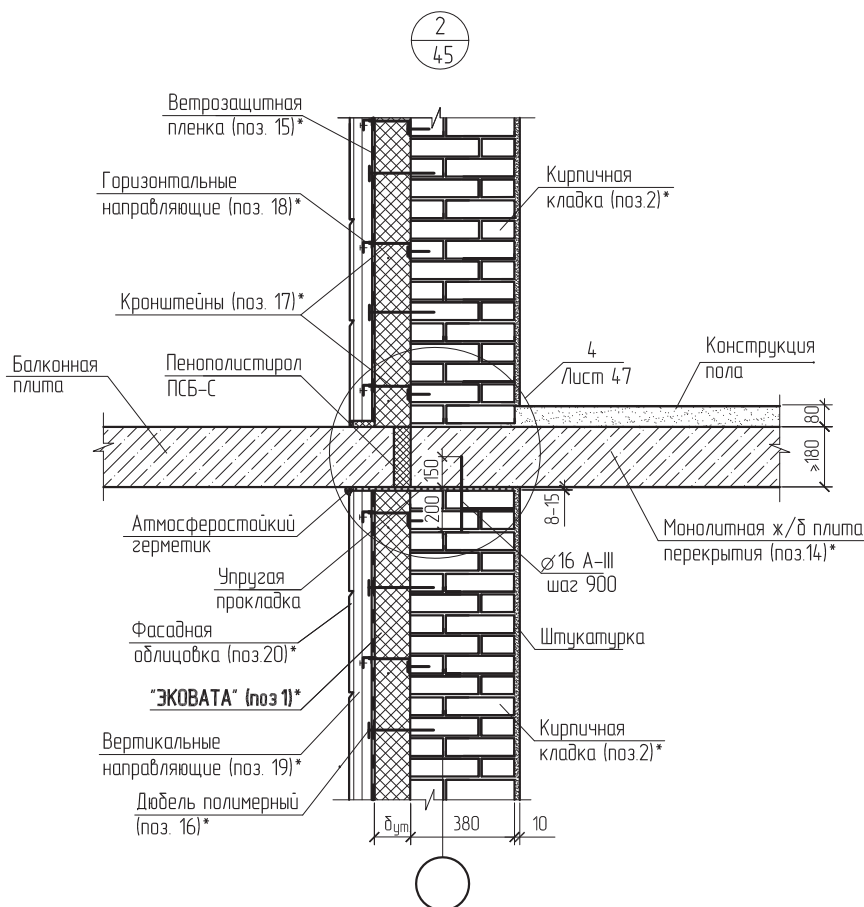 2
45
Ветрозащитная
пленка (поз. 15)*
Горизонтальные
направляющие (поз. 18)*
Кирпичная
кладка (поз.2)*
Кронштейны (поз. 17)*
Балконная
плита
Пенополистирол
ПСБ-С
4
Лист 47
Конструкция
пола
80
≥180
150
200
8-15
Атмосферостойкий
герметик
Монолитная ж/б плита
перекрытия (поз.14)*
Упругая
прокладка
∅16 А-III
шаг 900
Фасадная
облицовка (поз.20)*
Штукатурка
"ЭКОВАТА" (поз 1)*
Вертикальные
направляющие (поз. 19)*
Кирпичная
кладка (поз.2)*
Дюбель полимерный
(поз. 16)*
δут
380
10